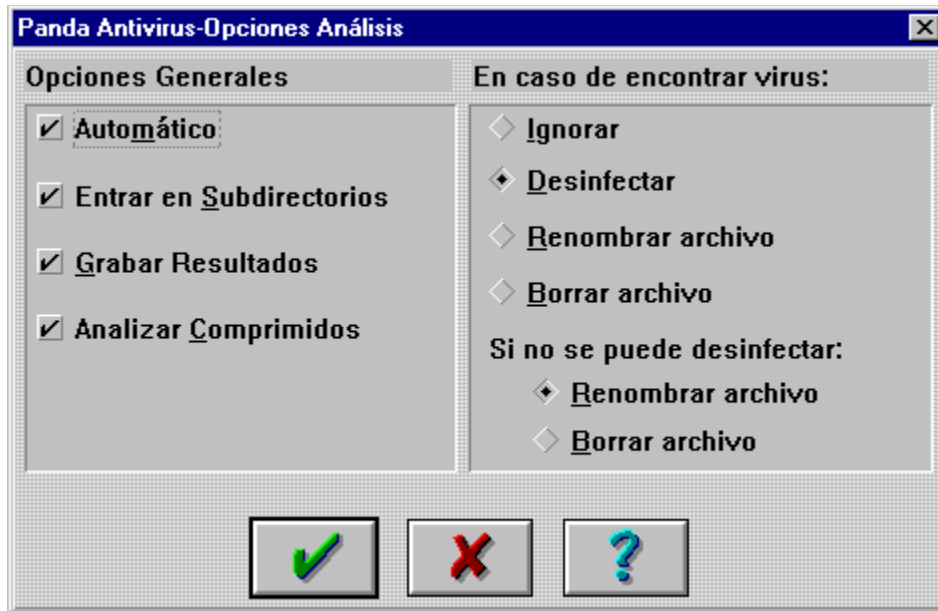 Panda Antivirus-Opciones Análisis
Opciones Generales
Automático
Entrar en Subdirectorios
Grabar Resultados
Analizar Comprimidos
En caso de encontrar virus:
Ignorar
Desinfectar
Renombrar archivo
Borrar archivo
Si no se puede desinfectar:
Renombrar archivo
Borrar archivo
?